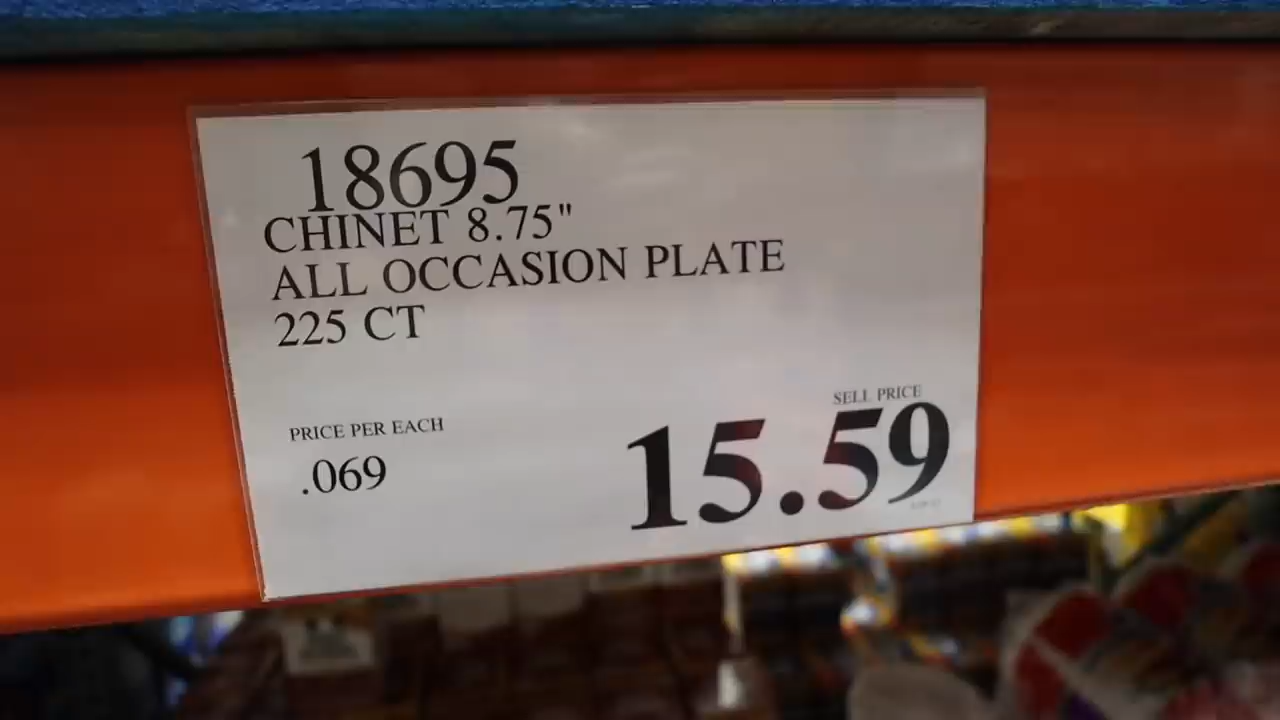 18695
CHINET 8.75"
ALL OCCASION PLATE
225 CT
SELL PRICE
PRICE PER EACH
.069
15.59